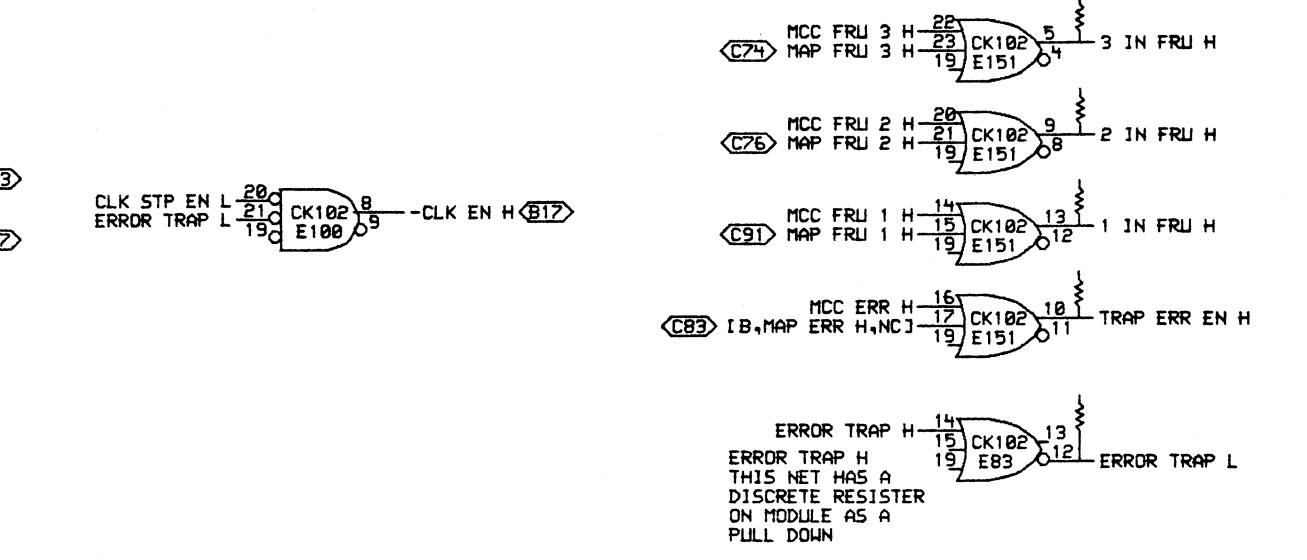 3
7
CLK STP EN L 20
ERROR TRAP L 21
19
CK102
E100
8
9
-CLK EN H B17
MCC FRU 3 H 22
C74 MAP FRU 3 H 23
19
CK102
E151
5
4
3 IN FRU H
MCC FRU 2 H 20
C76 MAP FRU 2 H 21
19
CK102
E151
9
8
2 IN FRU H
MCC FRU 1 H 14
C91 MAP FRU 1 H 15
19
CK102
E151
13
12
1 IN FRU H
MCC ERR H 16
C83 [B,MAP ERR H,NC] 17
19
CK102
E151
10
11
TRAP ERR EN H
ERROR TRAP H 14
15
19
CK102
E83
13
12
ERROR TRAP L
ERROR TRAP H
THIS NET HAS A
DISCRETE RESISTER
ON MODULE AS A
PULL DOWN